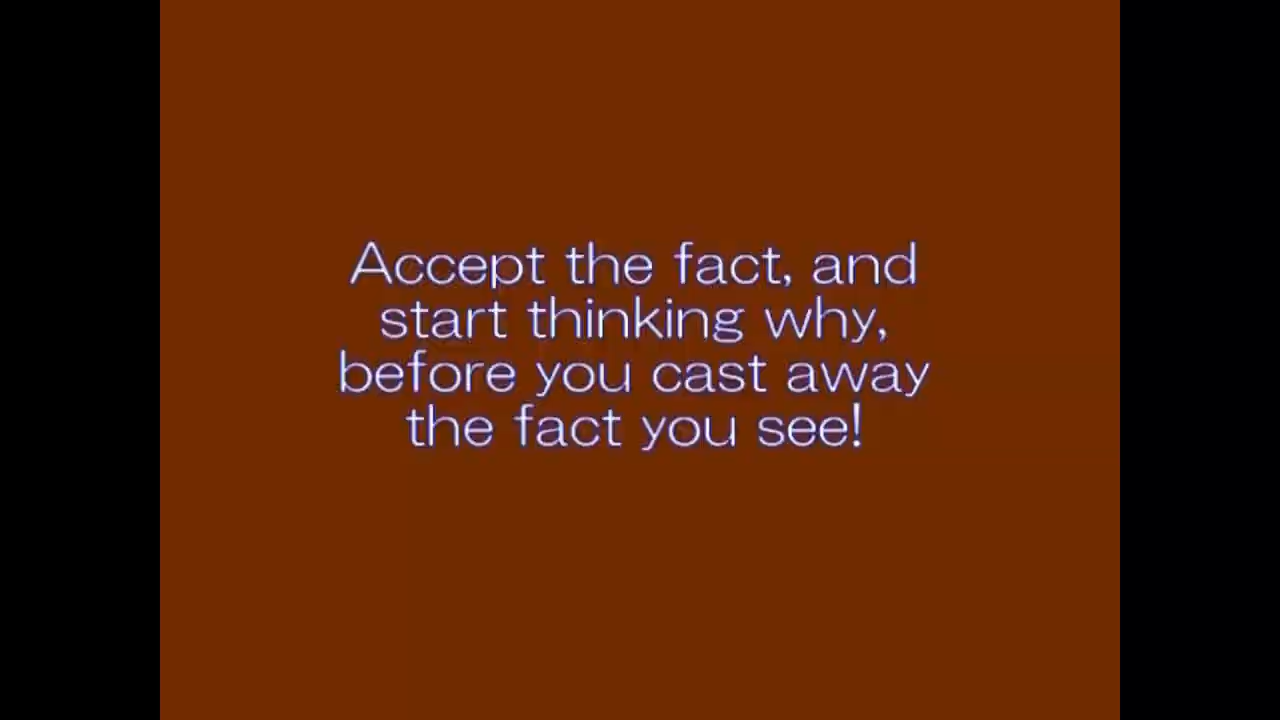 Accept the fact, and
start thinking why,
before you cast away
the fact you see!